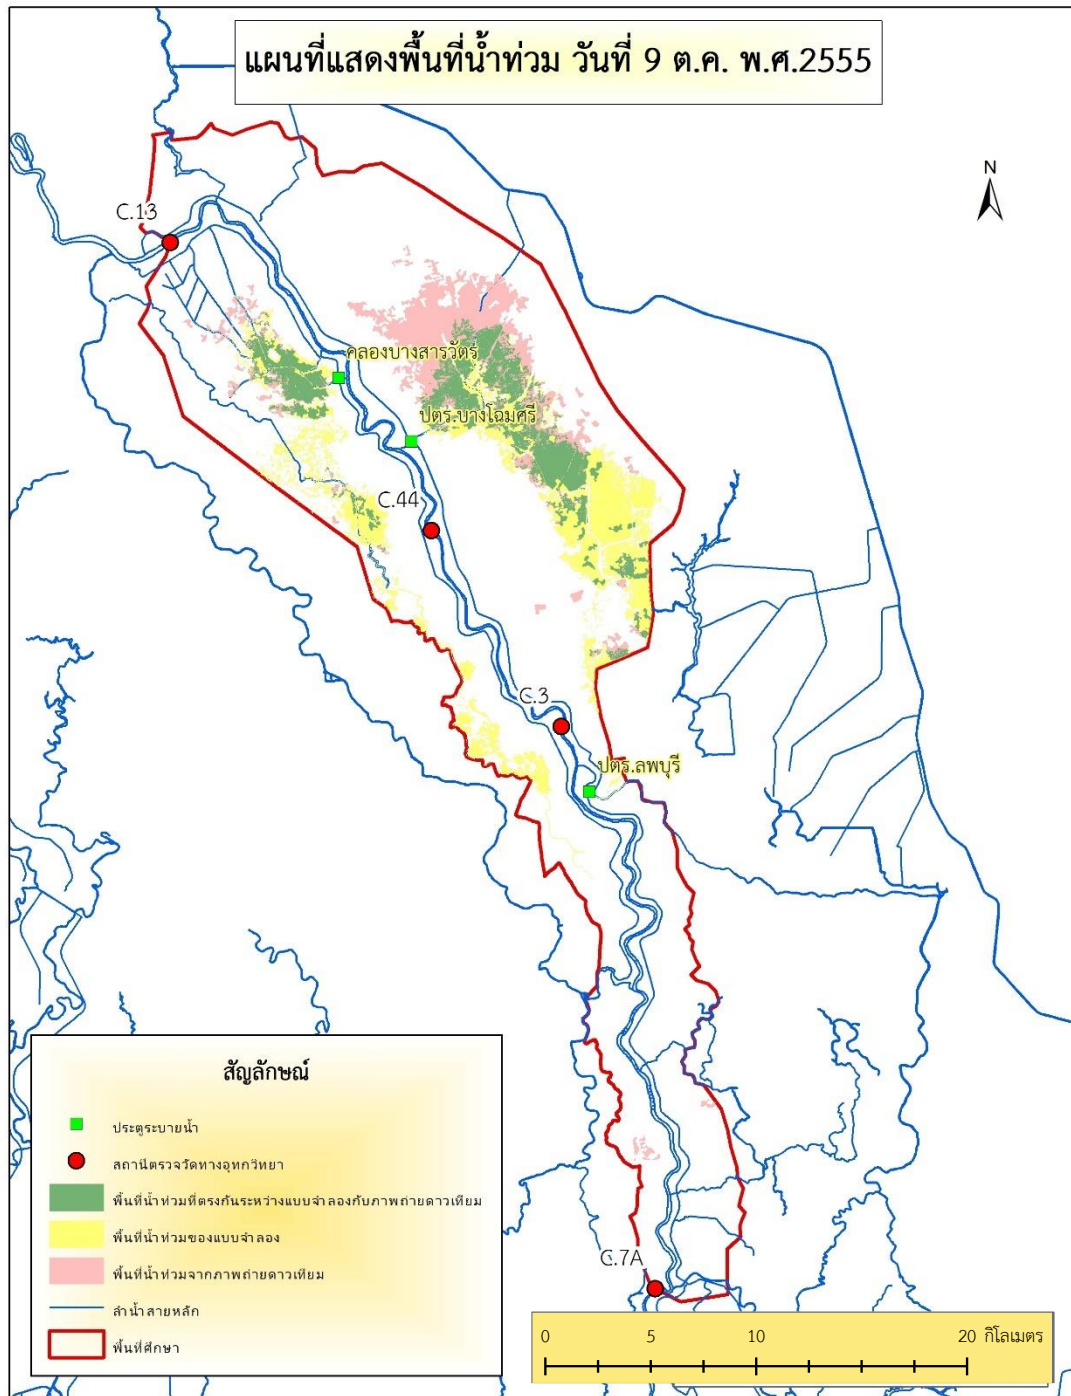 แผนที่แสดงพื้นที่น้ำท่วม วันที่ 9 ต.ค. พ.ศ.2555
N
C.13
คลองบางสารวัตร์
ปตร.บางโฉมศรี
C.44
C.3
ปตร.ลพบุรี
C.7A
สัญลักษณ์
ประตูระบายน้ำ
สถานีตรวจวัดทางอุทกวิทยา
พื้นที่น้ำท่วมที่ตรงกันระหว่างแบบจำลองกับภาพถ่ายดาวเทียม
พื้นที่น้ำท่วมของแบบจำลอง
พื้นที่น้ำท่วมจากภาพถ่ายดาวเทียม
ลำน้ำสายหลัก
พื้นที่ศึกษา
0 5 10 20 กิโลเมตร